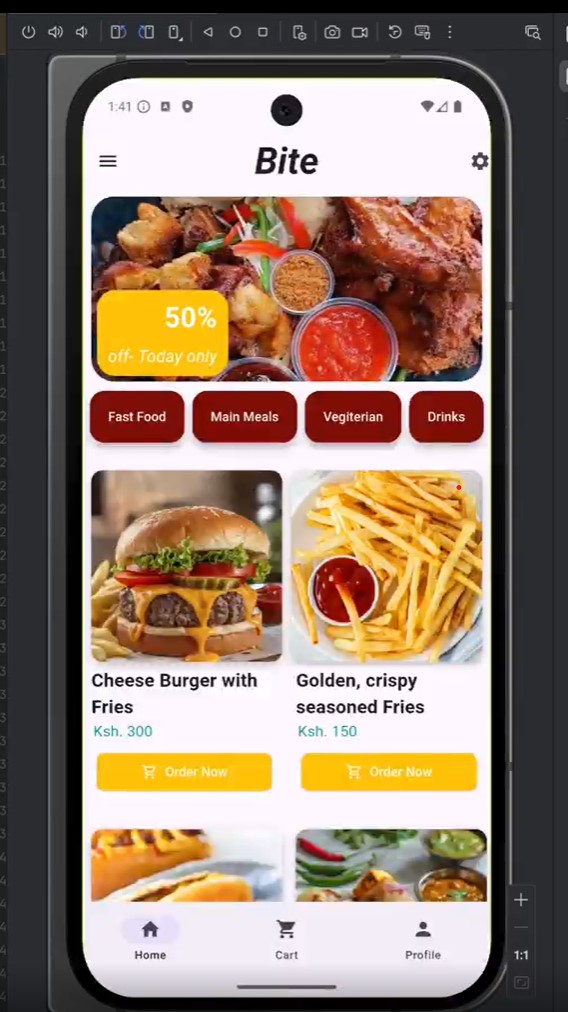 1:41
Bite
50%
off- Today only
Fast Food
Main Meals
Vegiterian
Drinks
Cheese Burger with
Fries
Ksh. 300
Order Now
Golden, crispy
seasoned Fries
Ksh. 150
Order Now
Home
Cart
Profile
1:1